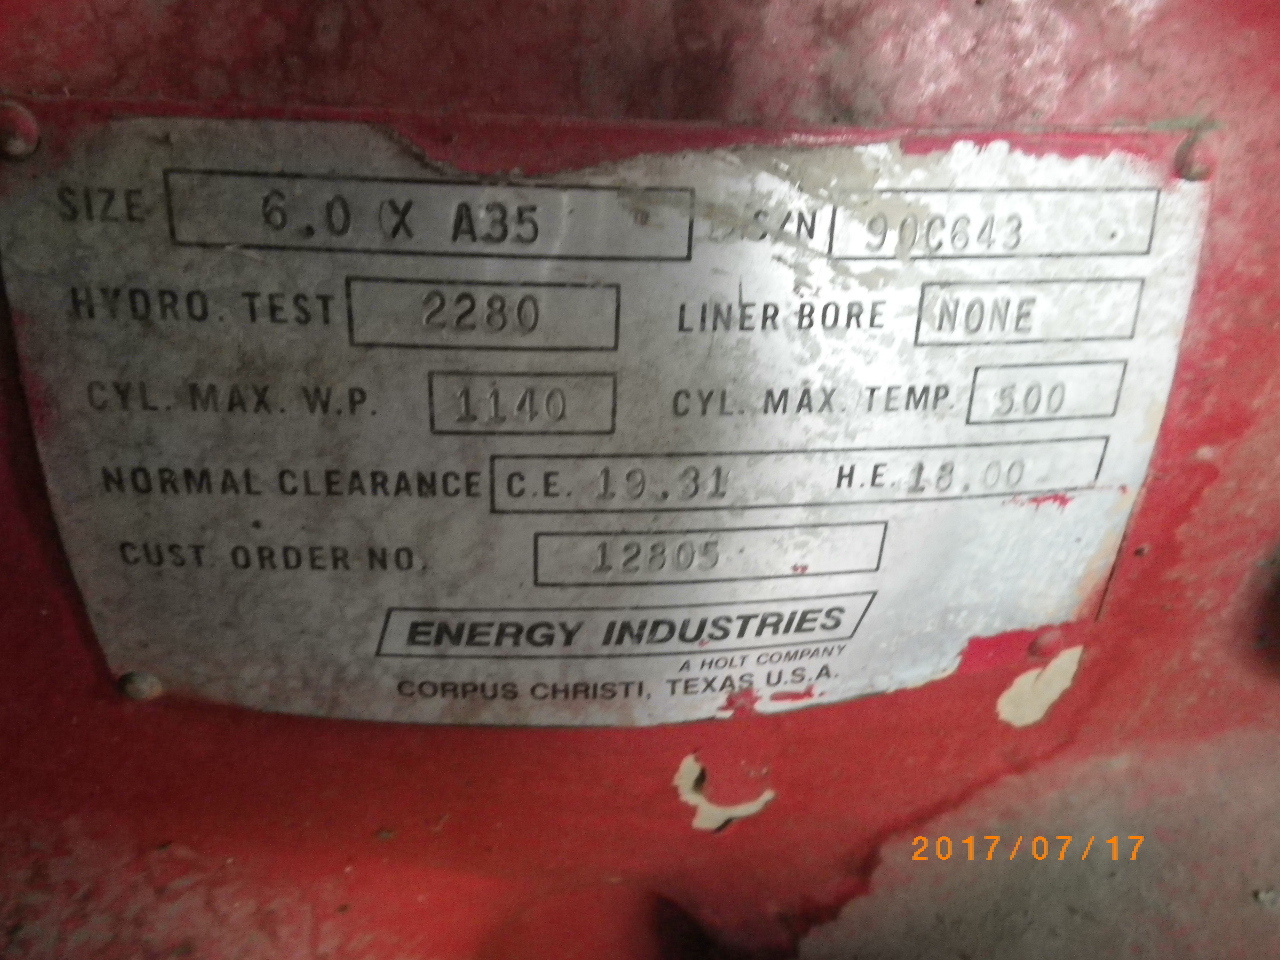 SIZE 6.0 X A35 S/N 90C643
HYDRO. TEST 2280 LINER BORE NONE
CYL. MAX. W.P. 1140 CYL. MAX. TEMP. 500
NORMAL CLEARANCE C.E. 19.31 H.E. 18.00
CUST. ORDER NO. 12805
ENERGY INDUSTRIES
A HOLT COMPANY
CORPUS CHRISTI, TEXAS U.S.A.
2017/07/17